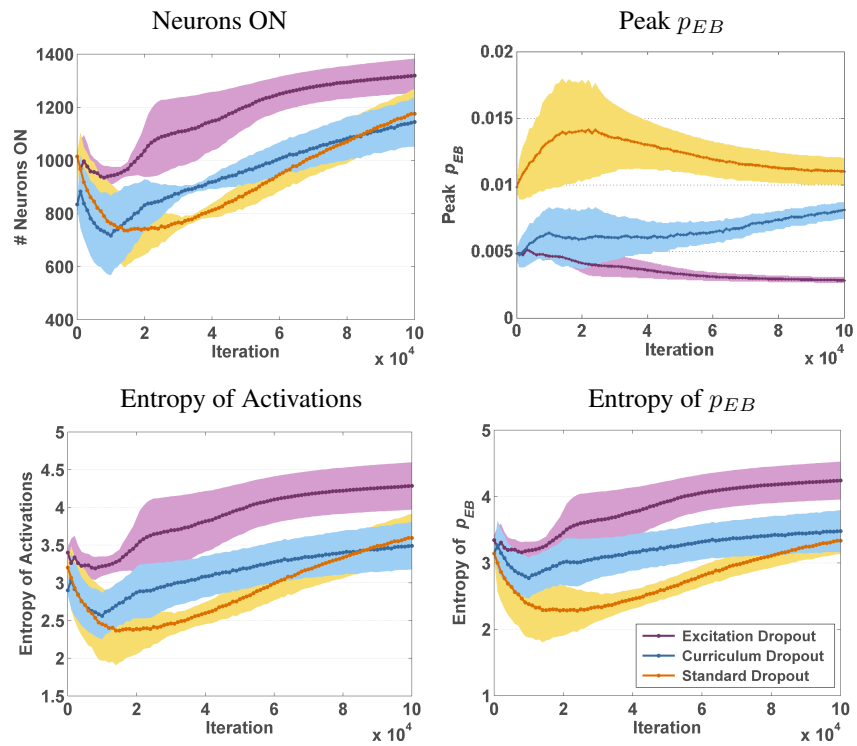 Neurons ON
Peak p_EB
1400
1200
1000
800
600
400
# Neurons ON
0 2 4 6 8 10
Iteration
x 10^4
0.02
0.015
0.01
0.005
0
Peak p_EB
0 2 4 6 8 10
Iteration
x 10^4
Entropy of Activations
Entropy of p_EB
5
4.5
4
3.5
3
2.5
2
1.5
Entropy of Activations
0 2 4 6 8 10
Iteration
x 10^4
5
4
3
2
1
Entropy of p_EB
Excitation Dropout
Curriculum Dropout
Standard Dropout
0 2 4 6 8 10
Iteration
x 10^4